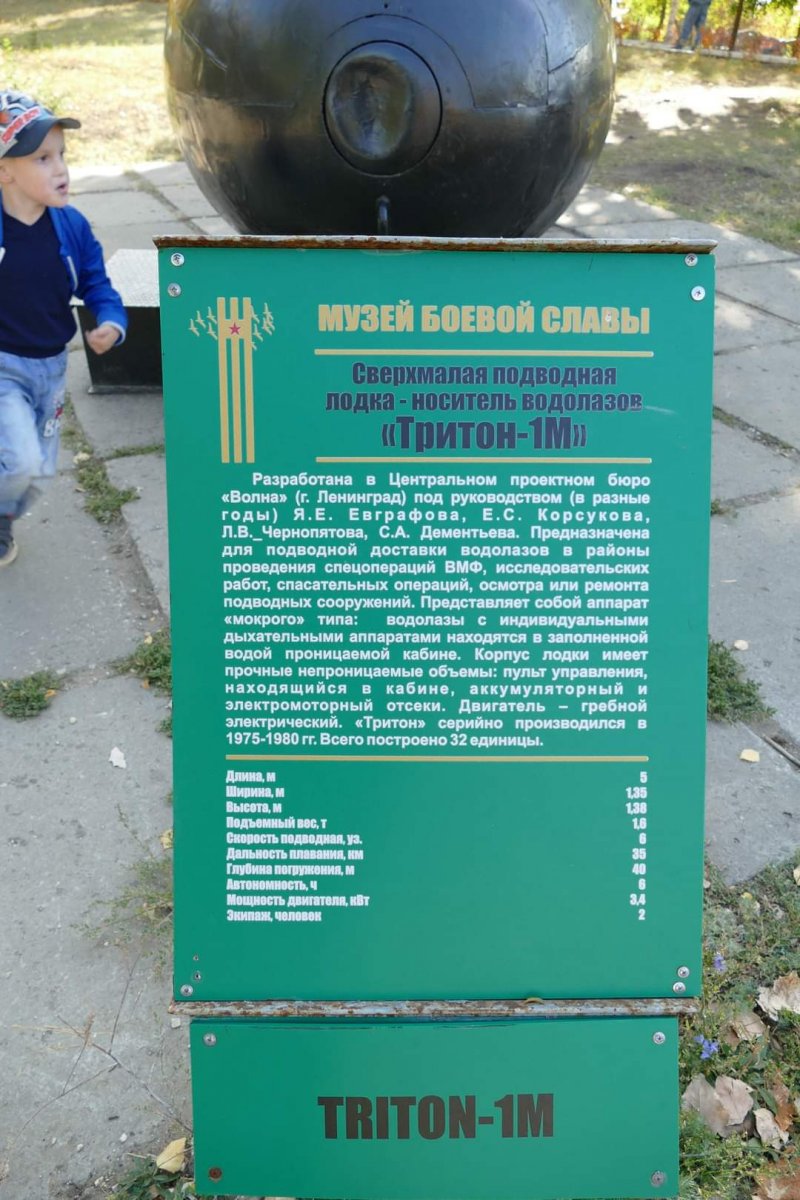 МУЗЕЙ БОЕВОЙ СЛАВЫ
Сверхмалая подводная
лодка - носитель водолазов
«Тритон-1М»
Разработана в Центральном проектном бюро
«Волна» (г. Ленинград) под руководством (в разные
годы) Я.Е. Евграфова, Е.С. Корсукова,
Л.В._Чернопятова, С.А. Дементьева. Предназначена
для подводной доставки водолазов в районы
проведения спецопераций ВМФ, исследовательских
работ, спасательных операций, осмотра или ремонта
подводных сооружений. Представляет собой аппарат
«мокрого» типа: водолазы с индивидуальными
дыхательными аппаратами находятся в заполненной
водой проницаемой кабине. Корпус лодки имеет
прочные непроницаемые объемы: пульт управления,
находящийся в кабине, аккумуляторный и
электромоторный отсеки. Двигатель – гребной
электрический. «Тритон» серийно производился в
1975-1980 гг. Всего построено 32 единицы.
Длина, м 5
Ширина, м 1,35
Высота, м 1,38
Подъемный вес, т 1,6
Скорость подводная, уз. 6
Дальность плавания, км 35
Глубина погружения, м 40
Автономность, ч 6
Мощность двигателя, кВт 3,4
Экипаж, человек 2
TRITON-1M